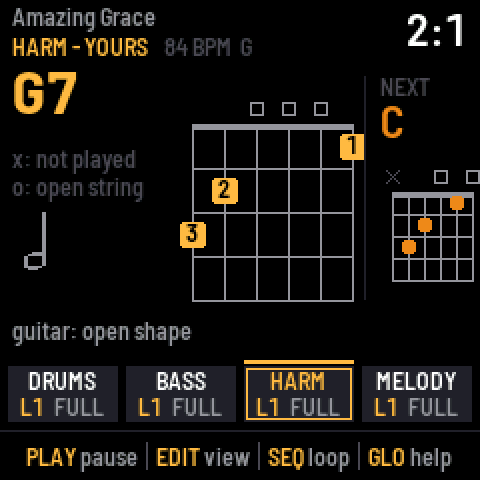 Amazing Grace
2:1
HARM - YOURS 84 BPM G
G7
NEXT
C
x: not played
o: open string
1
2
3
guitar: open shape
DRUMS BASS HARM MELODY
L1 FULL L1 FULL L1 FULL L1 FULL
PLAY pause EDIT view SEQ loop GLO help